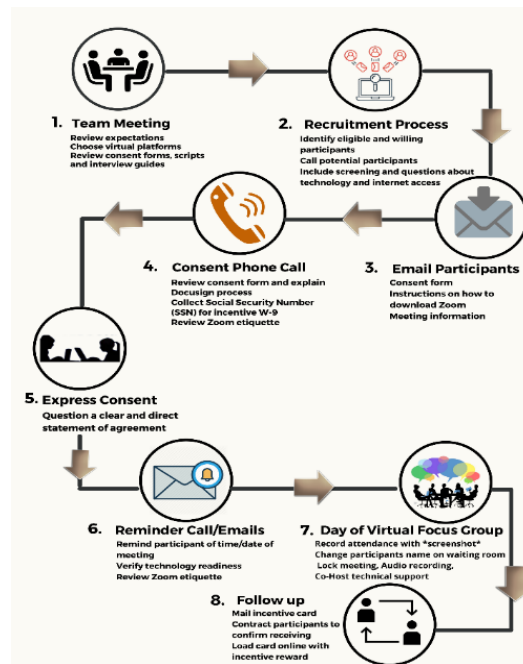 1. Team Meeting
Review expectations
Choose virtual platforms
Review consent forms, scripts
and interview guides
2. Recruitment Process
Identify eligible and willing
participants
Call potential participants
Include screening and questions about
technology and internet access
3. Email Participants
Consent form
Instructions on how to
download Zoom
Meeting information
4. Consent Phone Call
Review consent form and explain
Docusign process
Collect Social Security Number
(SSN) for incentive W-9
Review Zoom etiquette
5. Express Consent
Question a clear and direct
statement of agreement
6. Reminder Call/Emails
Remind participant of time/date of
meeting
Verify technology readiness
Review Zoom etiquette
7. Day of Virtual Focus Group
Record attendance with *screenshot*
Change participants name on waiting room
Lock meeting, Audio recording,
Co-Host technical support
8. Follow up
Mail incentive card
Contract participants to
confirm receiving
Load card online with
incentive reward